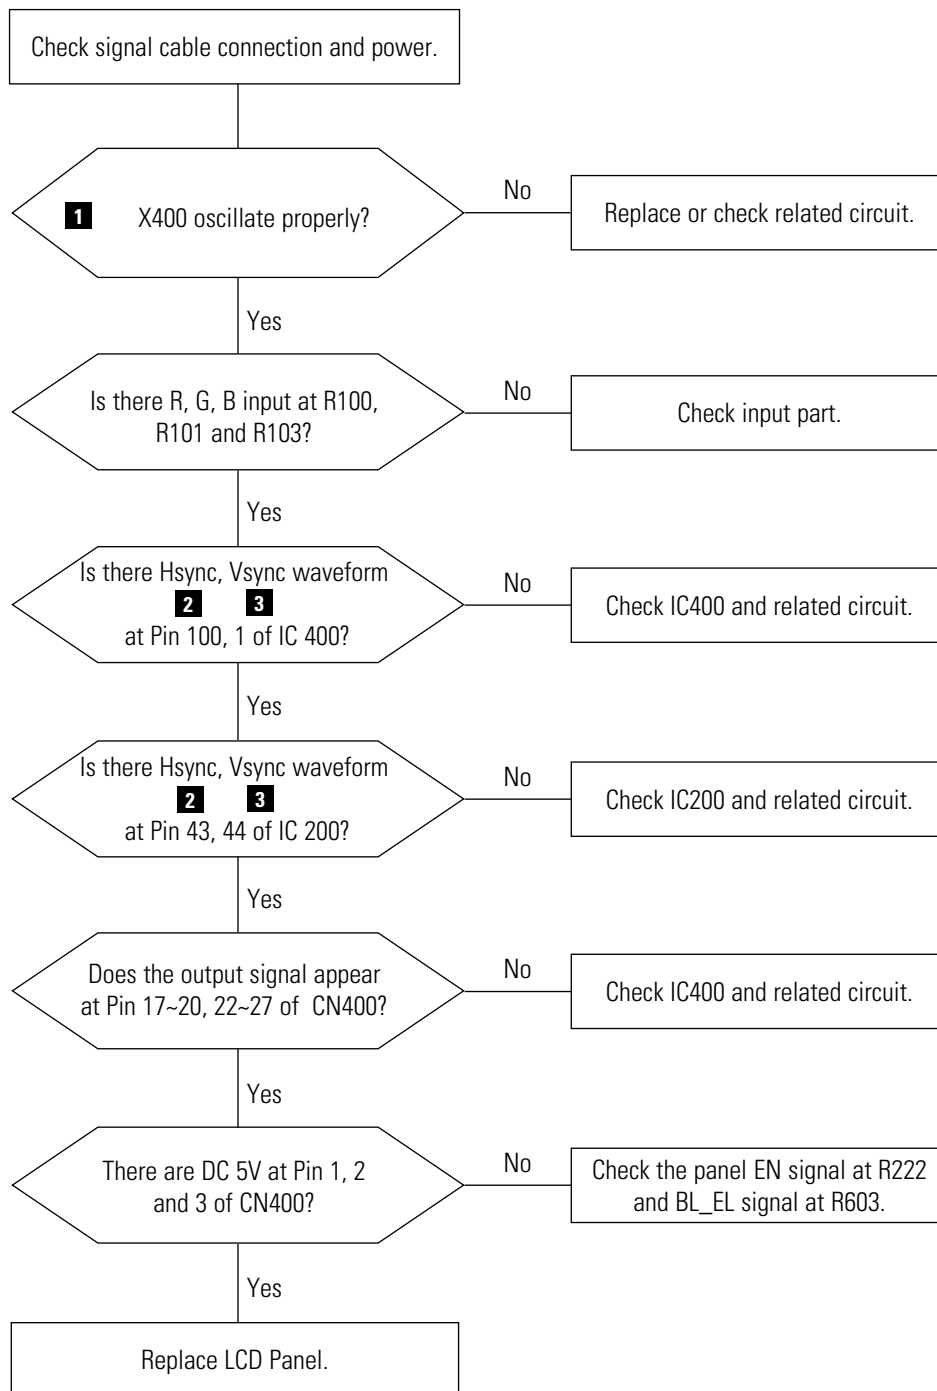 Check signal cable connection and power.
1 X400 oscillate properly?
No
Replace or check related circuit.
Yes
Is there R, G, B input at R100,
R101 and R103?
No
Check input part.
Yes
Is there Hsync, Vsync waveform
2 3
at Pin 100, 1 of IC 400?
No
Check IC400 and related circuit.
Yes
Is there Hsync, Vsync waveform
2 3
at Pin 43, 44 of IC 200?
No
Check IC200 and related circuit.
Yes
Does the output signal appear
at Pin 17~20, 22~27 of CN400?
No
Check IC400 and related circuit.
Yes
There are DC 5V at Pin 1, 2
and 3 of CN400?
No
Check the panel EN signal at R222
and BL_EL signal at R603.
Yes
Replace LCD Panel.